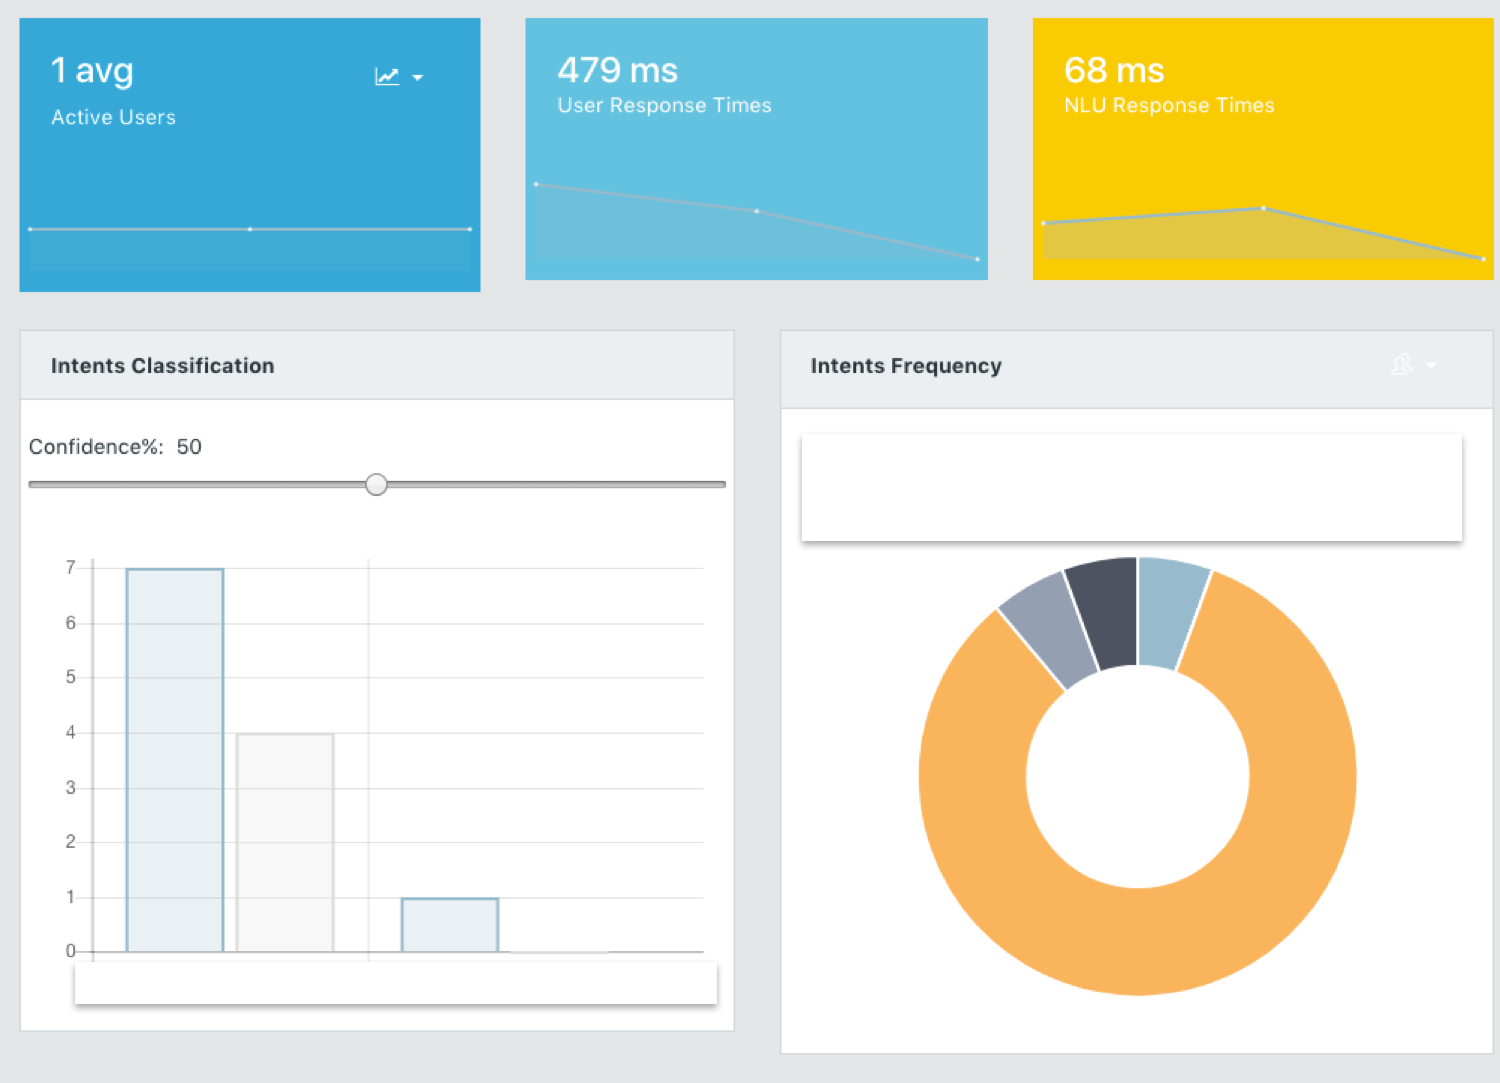 1 avg
Active Users
479 ms
User Response Times
68 ms
NLU Response Times
Intents Classification
Confidence%: 50
7
6
5
4
3
2
1
0
Intents Frequency